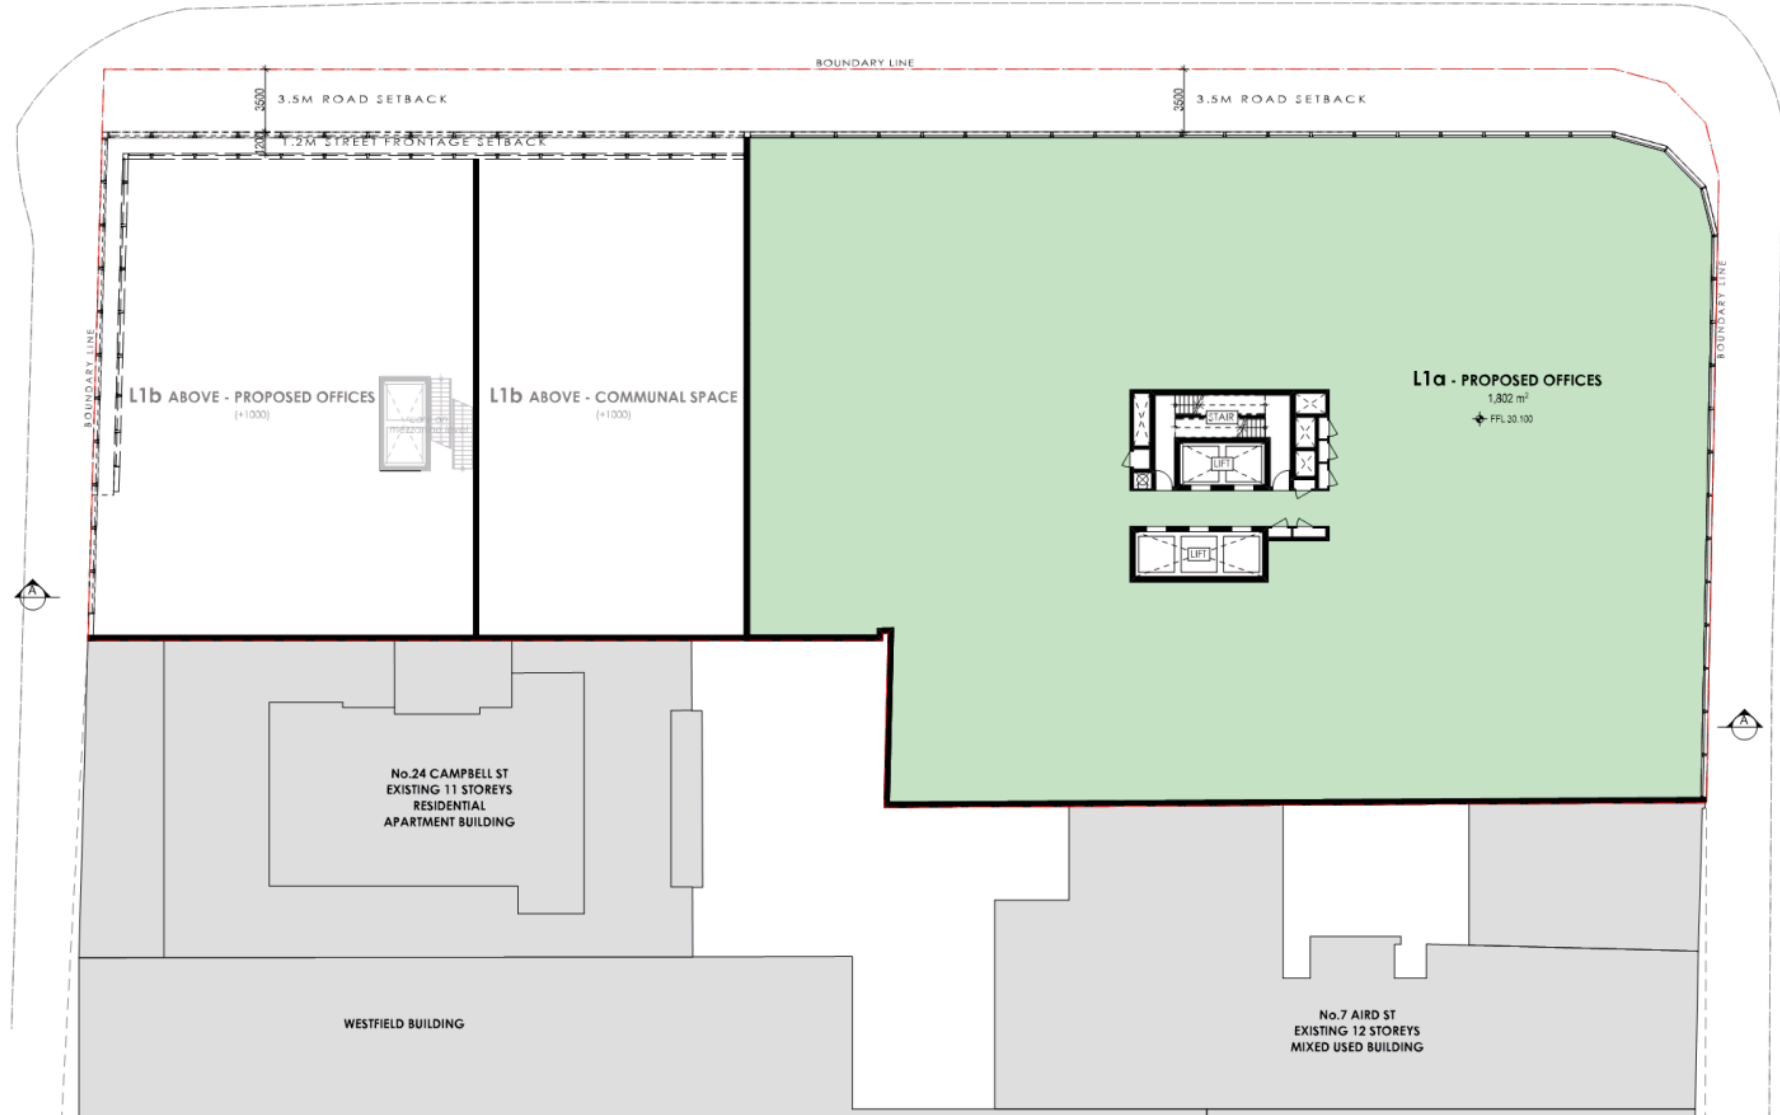 BOUNDARY LINE
3500
3.5M ROAD SETBACK
3500
3.5M ROAD SETBACK
1200
1.2M STREET FRONTAGE SETBACK
BOUNDARY LINE
BOUNDARY LINE
L1b ABOVE - PROPOSED OFFICES
(+1000)
L1b ABOVE - COMMUNAL SPACE
(+1000)
L1a - PROPOSED OFFICES
1,802 m²
FFL 30.100
STAIR
LIFT
LIFT
A
A
No.24 CAMPBELL ST
EXISTING 11 STOREYS
RESIDENTIAL
APARTMENT BUILDING
WESTFIELD BUILDING
No.7 AIRD ST
EXISTING 12 STOREYS
MIXED USED BUILDING